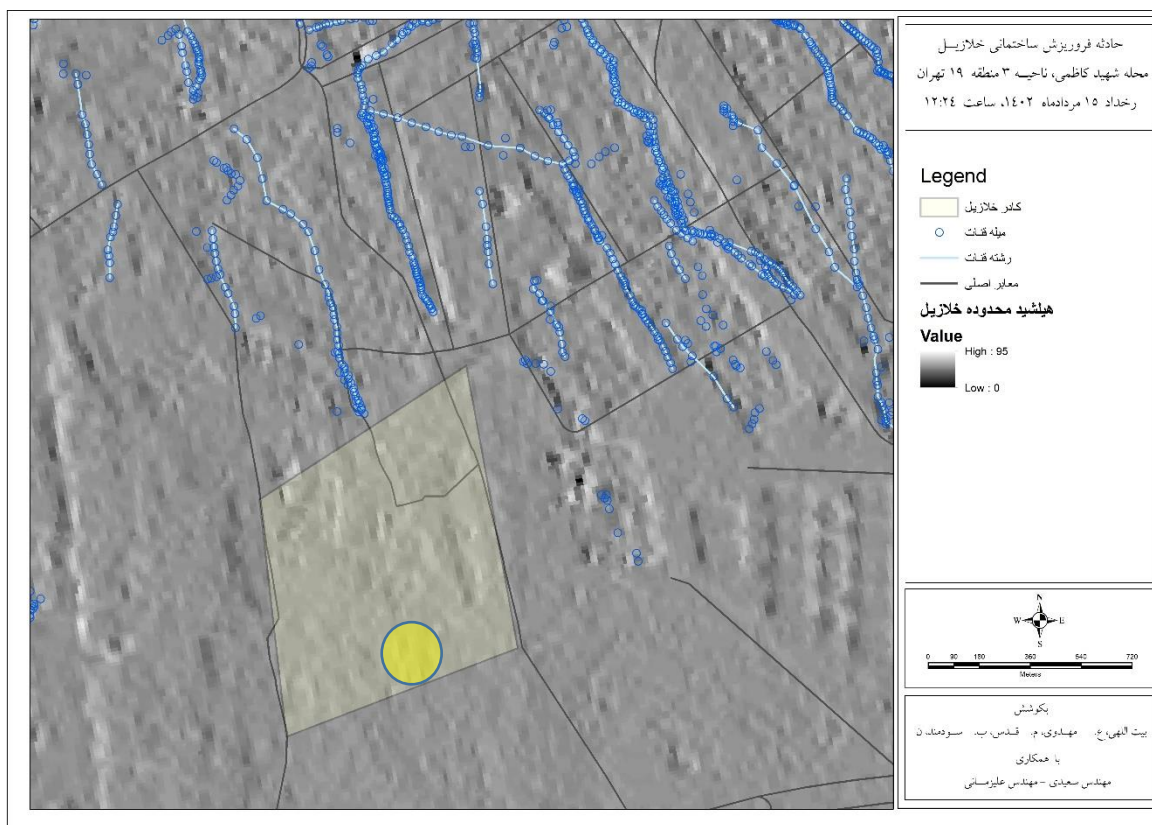 حادثه فروریزش ساختمانی خلازیل
محله شهید کاظمی، ناحیه ۳ منطقه ۱۹ تهران
رخداد ۱۵ مردادماه ۱۴۰۲، ساعت ۱۲:۲۴
Legend
کادر خلازیل
میله قنات
رشته قنات
معابر اصلی
هیلشید محدوده خلازیل
Value
High : 95
Low : 0
N
W E
S
0 90 180 360 540 720
Meters
بکوشش
بیت اللهی، ع. مهدوی، م. قدس، ب. سودمند، ن
با همکاری
مهندس سعیدی - مهندس علیزمانی